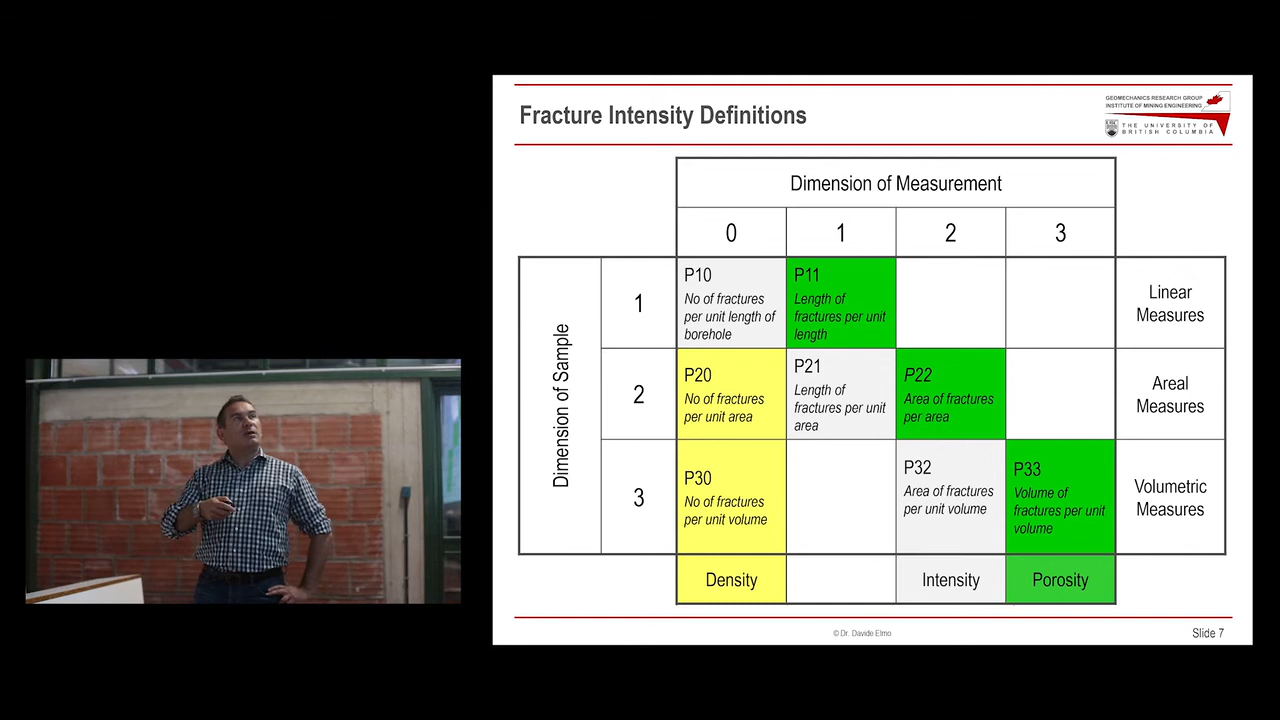 Fracture Intensity Definitions
GEOMECHANICS RESEARCH GROUP
INSTITUTE OF MINING ENGINEERING
THE UNIVERSITY OF
BRITISH COLUMBIA
Dimension of Measurement
0 1 2 3
Dimension of Sample
1
P10
No of fractures
per unit length of
borehole
P11
Length of
fractures per unit
length
Linear
Measures
2
P20
No of fractures
per unit area
P21
Length of
fractures per unit
area
P22
Area of fractures
per area
Areal
Measures
3
P30
No of fractures
per unit volume
P32
Area of fractures
per unit volume
P33
Volume of
fractures per unit
volume
Volumetric
Measures
Density
Intensity
Porosity
© Dr. Davide Elmo
Slide 7